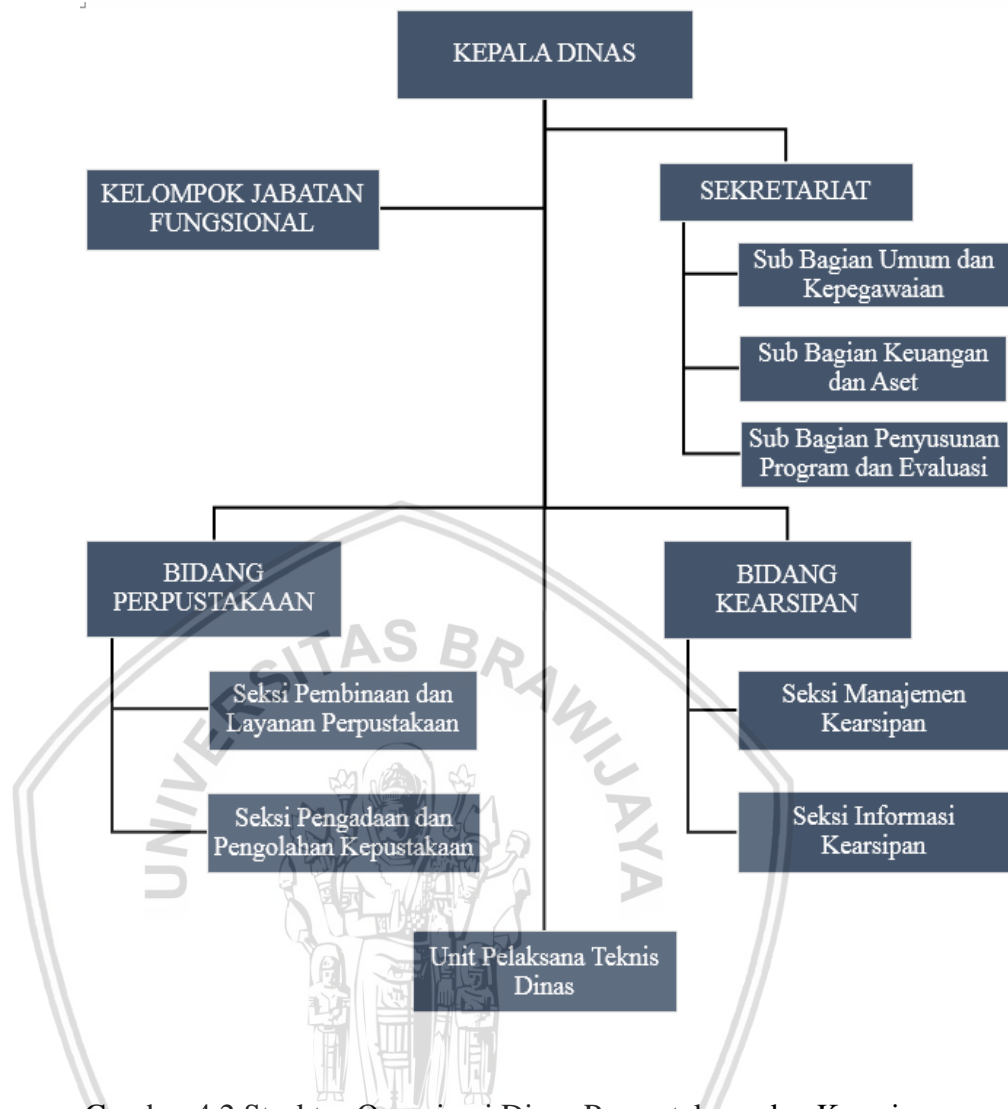 KEPALA DINAS
KELOMPOK JABATAN
FUNGSIONAL
SEKRETARIAT
Sub Bagian Umum dan
Kepegawaian
Sub Bagian Keuangan
dan Aset
Sub Bagian Penyusunan
Program dan Evaluasi
BIDANG
PERPUSTAKAAN
BIDANG
KEARSIPAN
Seksi Pembinaan dan
Layanan Perpustakaan
Seksi Manajemen
Kearsipan
Seksi Pengadaan dan
Pengolahan Kepustakaan
Seksi Informasi
Kearsipan
Unit Pelaksana Teknis
Dinas
UNIVERSITAS BRAWIJAYA